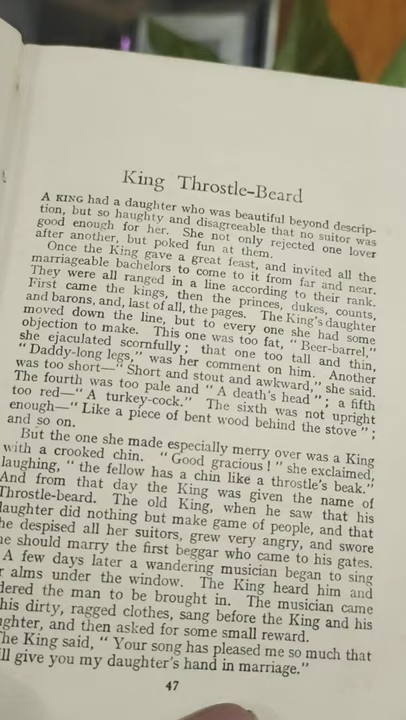 King Throstle-Beard
A KING had a daughter who was beautiful beyond descrip-
tion, but so haughty and disagreeable that no suitor was
good enough for her. She not only rejected one lover
after another, but poked fun at them.
Once the King gave a great feast, and invited all the
marriageable bachelors to come to it from far and near.
They were all ranged in a line according to their rank.
First came the kings, then the princes, dukes, counts,
and barons, and, last of all, the pages. The King's daughter
moved down the line, but to every one she had some
objection to make. This one was too fat, "Beer-barrel,"
she ejaculated scornfully; that one too tall and thin,
"Daddy-long legs," was her comment on him. Another
was too short—"Short and stout and awkward," she said.
The fourth was too pale and "A death's head"; a fifth
too red—"A turkey-cock." The sixth was not upright
enough—"Like a piece of bent wood behind the stove";
and so on.
But the one she made especially merry over was a King
with a crooked chin. "Good gracious!" she exclaimed,
laughing, "the fellow has a chin like a throstle's beak."
And from that day the King was given the name of
Throstle-beard. The old King, when he saw that his
daughter did nothing but make game of people, and that
he despised all her suitors, grew very angry, and swore
he should marry the first beggar who came to his gates.
A few days later a wandering musician began to sing
r alms under the window. The King heard him and
dered the man to be brought in. The musician came
his dirty, ragged clothes, sang before the King and his
ghter, and then asked for some small reward.
The King said, "Your song has pleased me so much that
ill give you my daughter's hand in marriage."
47